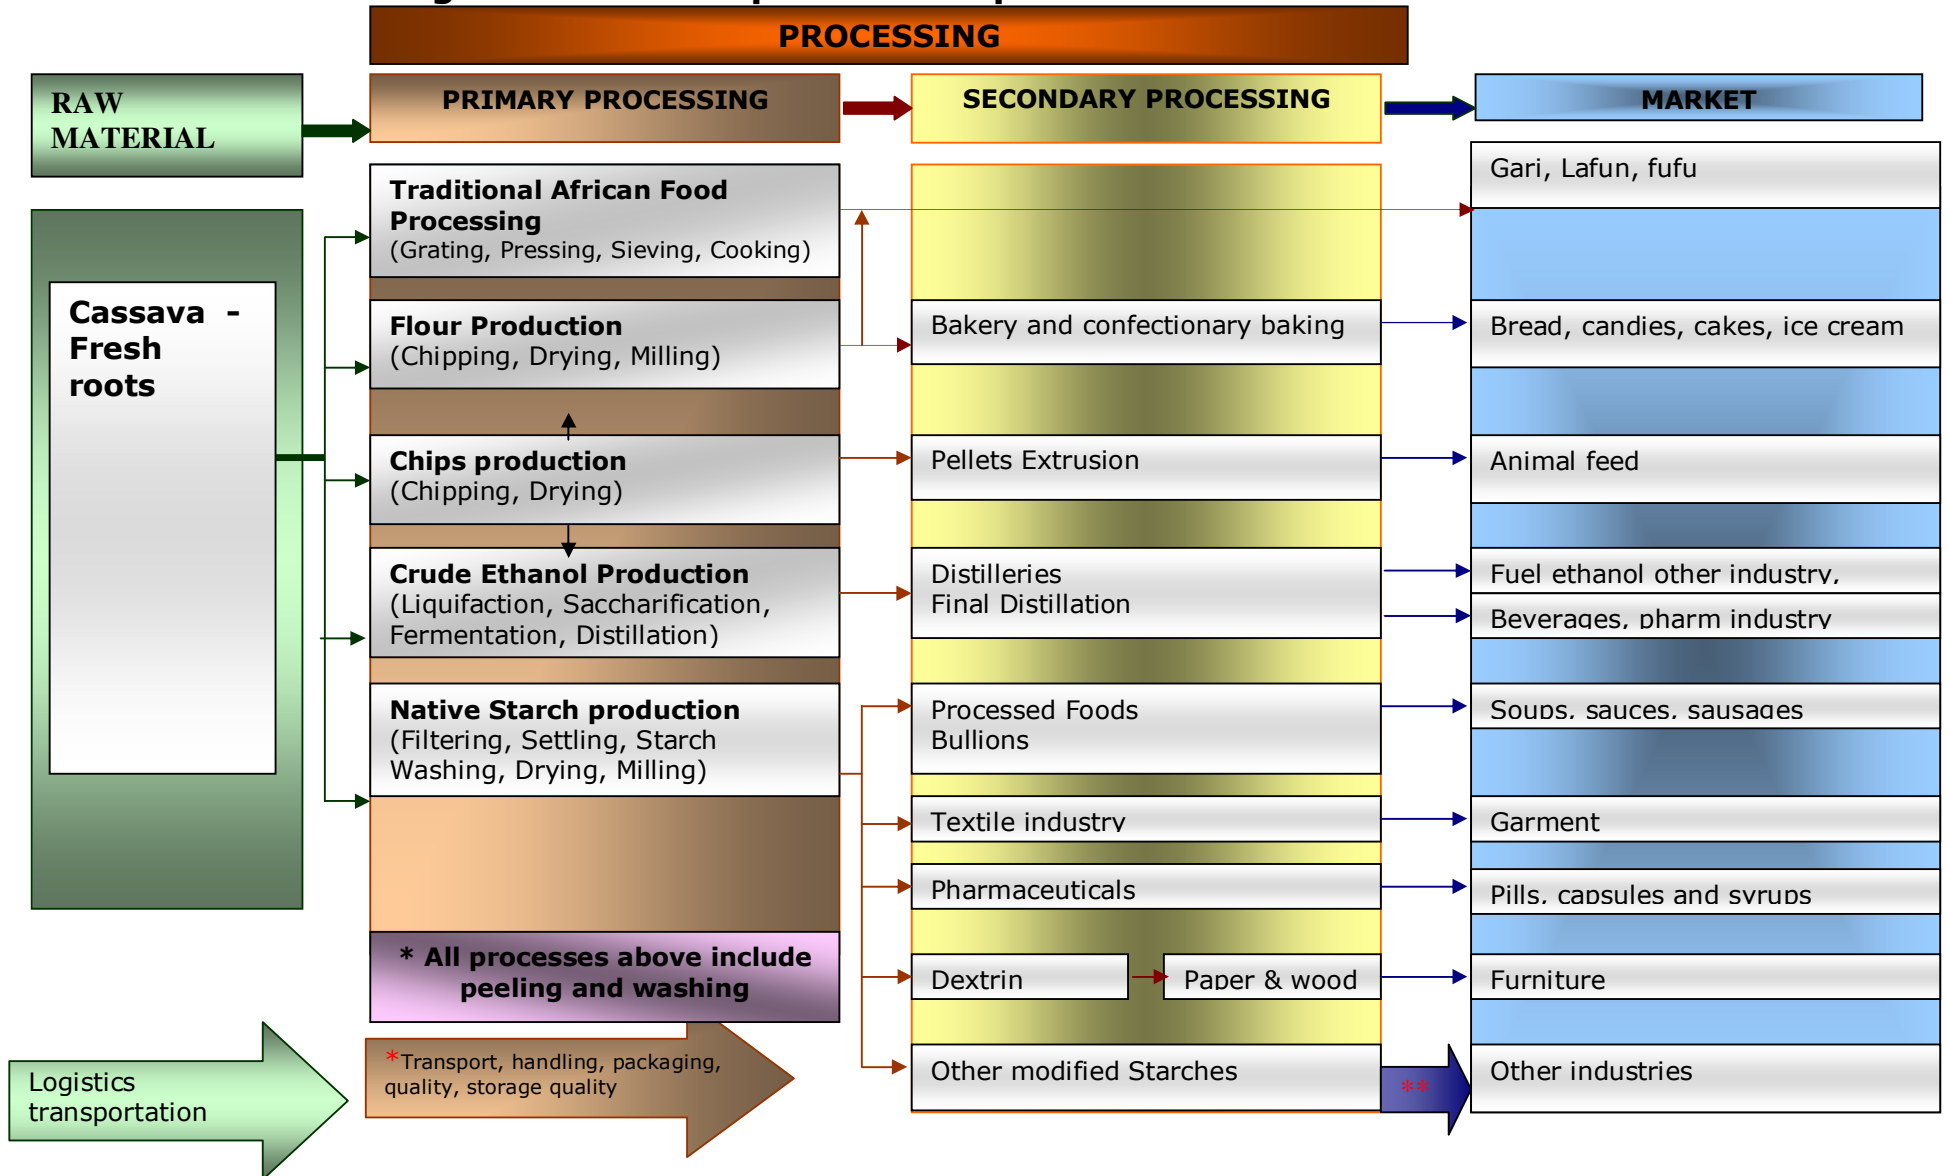 PROCESSING
RAW
MATERIAL
PRIMARY PROCESSING
SECONDARY PROCESSING
MARKET
Cassava -
Fresh
roots
Traditional African Food
Processing
(Grating, Pressing, Sieving, Cooking)
Gari, Lafun, fufu
Flour Production
(Chipping, Drying, Milling)
Bakery and confectionary baking
Bread, candies, cakes, ice cream
Chips production
(Chipping, Drying)
Pellets Extrusion
Animal feed
Crude Ethanol Production
(Liquifaction, Saccharification,
Fermentation, Distillation)
Distilleries
Final Distillation
Fuel ethanol other industry,
Beverages, pharm industry
Native Starch production
(Filtering, Settling, Starch
Washing, Drying, Milling)
Processed Foods
Bullions
Soups, sauces, sausages
Textile industry
Garment
Pharmaceuticals
Pills, capsules and syrups
* All processes above include
peeling and washing
Dextrin
Paper & wood
Furniture
Other modified Starches
**
Other industries
Logistics
transportation
*Transport, handling, packaging,
quality, storage quality